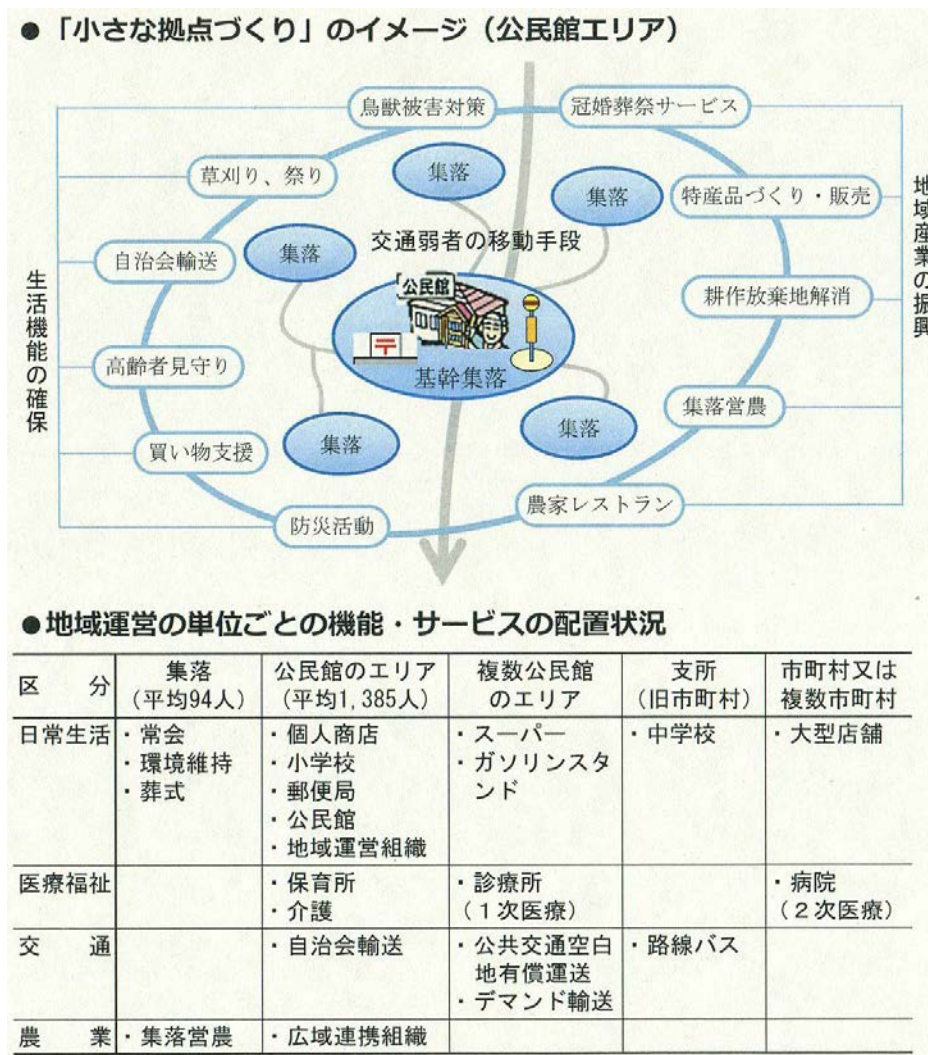 ●「小さな拠点づくり」のイメージ（公民館エリア）
鳥獣被害対策
冠婚葬祭サービス
草刈り、祭り
集落
集落
特産品づくり・販売
自治会輸送
集落
交通弱者の移動手段
公民館
〒
基幹集落
耕作放棄地解消
高齢者見守り
集落営農
買い物支援
集落
集落
農家レストラン
防災活動
生活機能の確保
地域産業の振興
●地域運営の単位ごとの機能・サービスの配置状況
区　分
集落
（平均94人）
公民館のエリア
（平均1,385人）
複数公民館
のエリア
支所
（旧市町村）
市町村又は
複数市町村
日常生活
・常会
・環境維持
・葬式
・個人商店
・小学校
・郵便局
・公民館
・地域運営組織
・スーパー
・ガソリンスタ
ンド
・中学校
・大型店舗
医療福祉
・保育所
・介護
・診療所
（１次医療）
・病院
（２次医療）
交　通
・自治会輸送
・公共交通空白
地有償運送
・デマンド輸送
・路線バス
農　業
・集落営農
・広域連携組織